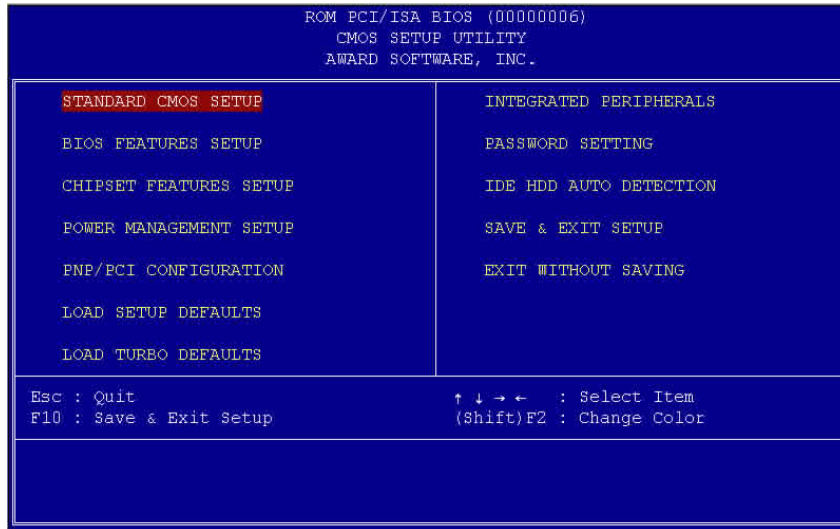 ROM PCI/ISA BIOS (00000006)
CMOS SETUP UTILITY
AWARD SOFTWARE, INC.
STANDARD CMOS SETUP
BIOS FEATURES SETUP
CHIPSET FEATURES SETUP
POWER MANAGEMENT SETUP
PNP/PCI CONFIGURATION
LOAD SETUP DEFAULTS
LOAD TURBO DEFAULTS
INTEGRATED PERIPHERALS
PASSWORD SETTING
IDE HDD AUTO DETECTION
SAVE & EXIT SETUP
EXIT WITHOUT SAVING
Esc : Quit
F10 : Save & Exit Setup
↑ ↓ → ← : Select Item
(Shift)F2 : Change Color